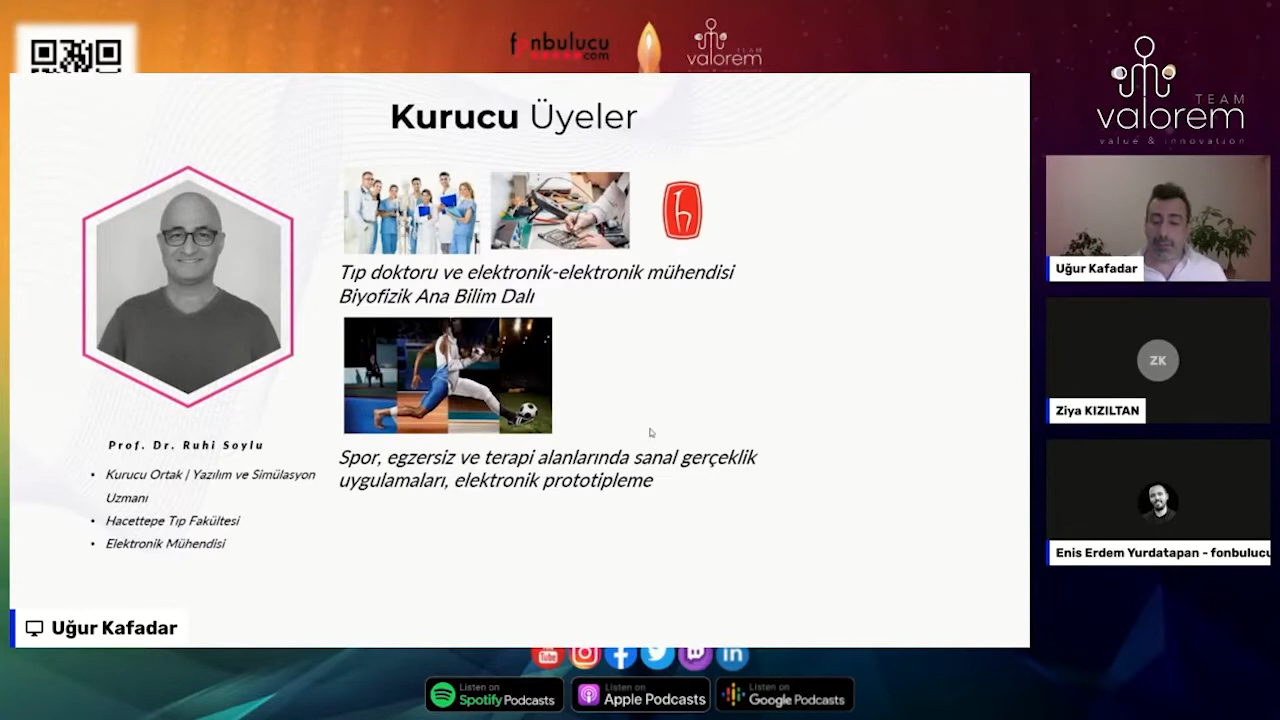 fonbulucu
.com
TEAM
valorem
TEAM
valorem
value & innovation
Kurucu Üyeler
Tıp doktoru ve elektronik-elektronik mühendisi
Biyofizik Ana Bilim Dalı
Prof. Dr. Ruhi Soylu
• Kurucu Ortak | Yazılım ve Simülasyon
Uzmanı
• Hacettepe Tıp Fakültesi
• Elektronik Mühendisi
Spor, egzersiz ve terapi alanlarında sanal gerçeklik
uygulamaları, elektronik prototipleme
Uğur Kafadar
Uğur Kafadar
ZK
Ziya KIZILTAN
Enis Erdem Yurdatapan - fonbulucu
You
Tube
in
Listen on
Spotify Podcasts
Listen on
Apple Podcasts
Listen on
Google Podcasts